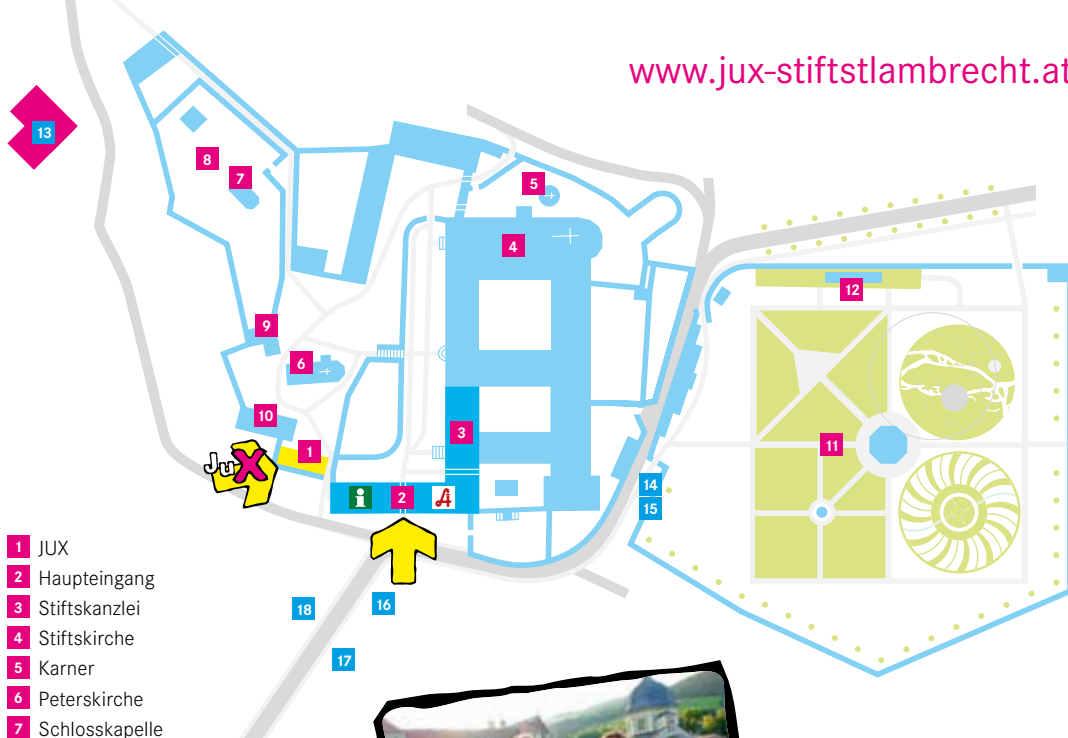 www.jux-stiftstlambrecht.at
13
8
7
5
4
12
9
6
10
11
1
3
JuX
i
2
A
14
15
16
18
17
1 JUX
2 Haupteingang
3 Stiftskanzlei
4 Stiftskirche
5 Karner
6 Peterskirche
7 Schlosskapelle